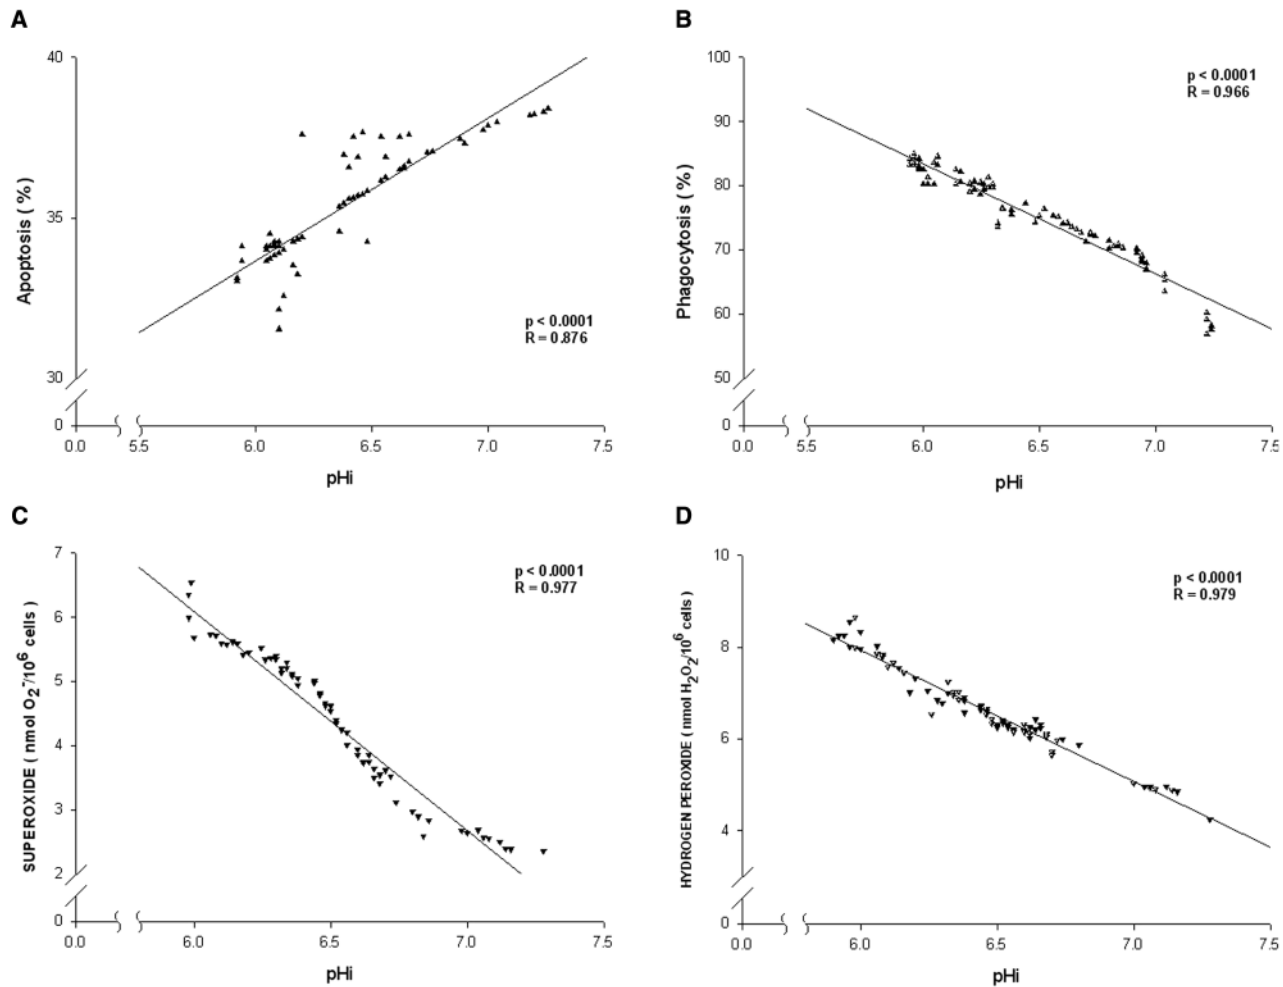 A
40
35
30
0
Apoptosis ( % )
p < 0.0001
R = 0.876
0.0
5.5
6.0
6.5
7.0
7.5
pHi
B
100
90
80
70
60
50
0
Phagocytosis ( % )
p < 0.0001
R = 0.966
0.0
5.5
6.0
6.5
7.0
7.5
pHi
C
7
6
5
4
3
2
0
SUPEROXIDE ( nmol O2-/10^6 cells )
p < 0.0001
R = 0.977
0.0
6.0
6.5
7.0
7.5
pHi
D
10
8
6
4
0
HYDROGEN PEROXIDE ( nmol H2O2/10^6 cells )
p < 0.0001
R = 0.979
0.0
6.0
6.5
7.0
7.5
pHi